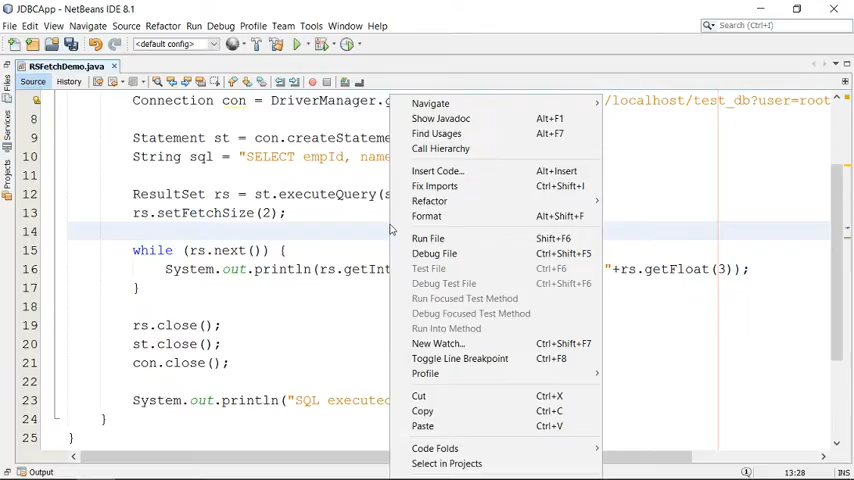 JDBCApp - NetBeans IDE 8.1
File Edit View Navigate Source Refactor Run Debug Profile Team Tools Window Help
Search (Ctrl+I)
<default config>
RSFetchDemo.java
Source History
Files
Services
Projects
Connection con = DriverManager.g
/localhost/test_db?user=root
8
9 Statement st = con.createStateme
10 String sql = "SELECT empId, name
11
12 ResultSet rs = st.executeQuery(s
13 rs.setFetchSize(2);
14
15 while (rs.next()) {
16 System.out.println(rs.getInt
"+rs.getFloat(3));
17 }
18
19 rs.close();
20 st.close();
21 con.close();
22
23 System.out.println("SQL executed
24 }
25 }
Navigate
Show Javadoc Alt+F1
Find Usages Alt+F7
Call Hierarchy
Insert Code... Alt+Insert
Fix Imports Ctrl+Shift+I
Refactor
Format Alt+Shift+F
Run File Shift+F6
Debug File Ctrl+Shift+F5
Test File Ctrl+F6
Debug Test File Ctrl+Shift+F6
Run Focused Test Method
Debug Focused Test Method
Run Into Method
New Watch... Ctrl+Shift+F7
Toggle Line Breakpoint Ctrl+F8
Profile
Cut Ctrl+X
Copy Ctrl+C
Paste Ctrl+V
Code Folds
Select in Projects
Output
13:28 INS